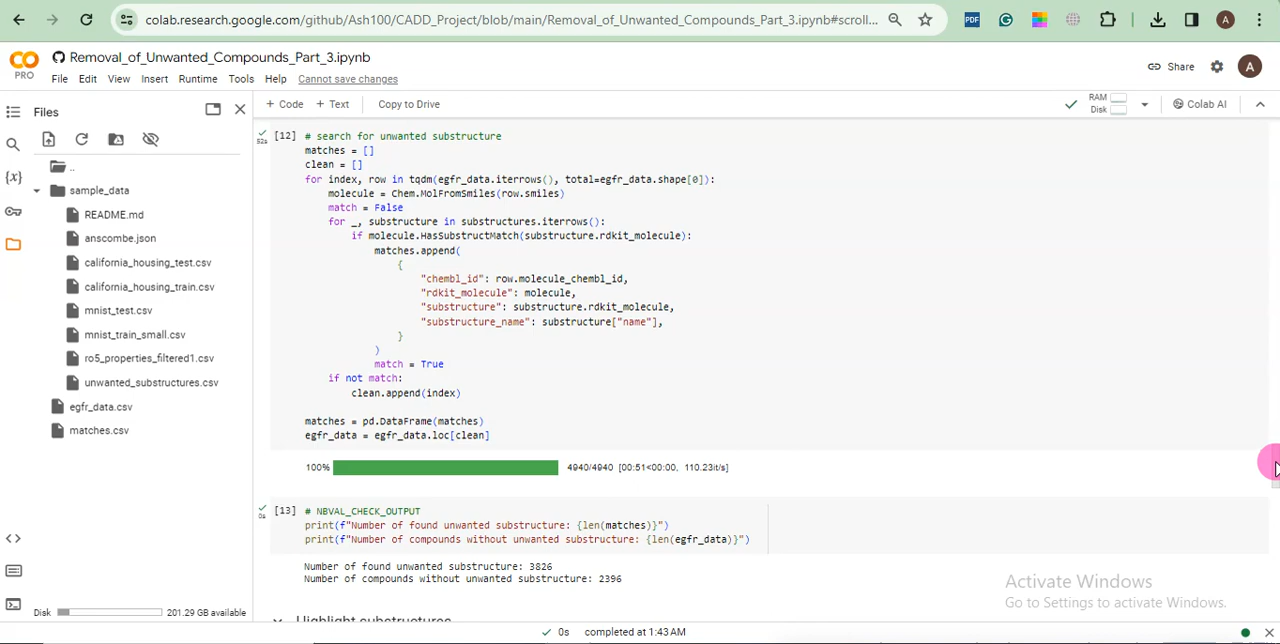 colab.research.google.com/github/Ash100/CADD_Project/blob/main/Removal_of_Unwanted_Compounds_Part_3.ipynb#scroll...
PDF
A
CO
PRO
Removal_of_Unwanted_Compounds_Part_3.ipynb
File Edit View Insert Runtime Tools Help Cannot save changes
Share
A
Files
+ Code + Text Copy to Drive
RAM
Disk
Colab AI
..
sample_data
README.md
anscombe.json
california_housing_test.csv
california_housing_train.csv
mnist_test.csv
mnist_train_small.csv
ro5_properties_filtered1.csv
unwanted_substructures.csv
egfr_data.csv
matches.csv
Disk 201.29 GB available
52s
[12] # search for unwanted substructure
matches = []
clean = []
for index, row in tqdm(egfr_data.iterrows(), total=egfr_data.shape[0]):
molecule = Chem.MolFromSmiles(row.smiles)
match = False
for _, substructure in substructures.iterrows():
if molecule.HasSubstructMatch(substructure.rdkit_molecule):
matches.append(
{
"chembl_id": row.molecule_chembl_id,
"rdkit_molecule": molecule,
"substructure": substructure.rdkit_molecule,
"substructure_name": substructure["name"],
}
)
match = True
if not match:
clean.append(index)
matches = pd.DataFrame(matches)
egfr_data = egfr_data.loc[clean]
100% 4940/4940 [00:51<00:00, 110.23it/s]
0s
[13] # NBVAL_CHECK_OUTPUT
print(f"Number of found unwanted substructure: {len(matches)}")
print(f"Number of compounds without unwanted substructure: {len(egfr_data)}")
Number of found unwanted substructure: 3826
Number of compounds without unwanted substructure: 2396
Highlight substructures
Activate Windows
Go to Settings to activate Windows.
0s completed at 1:43AM